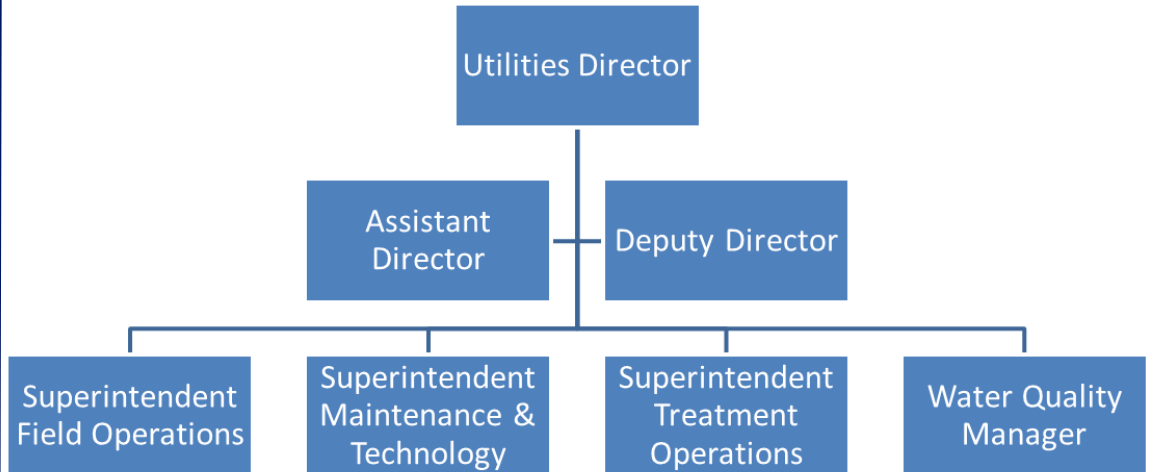 Utilities Director
Assistant
Director
Deputy Director
Superintendent
Field Operations
Superintendent
Maintenance &
Technology
Superintendent
Treatment
Operations
Water Quality
Manager